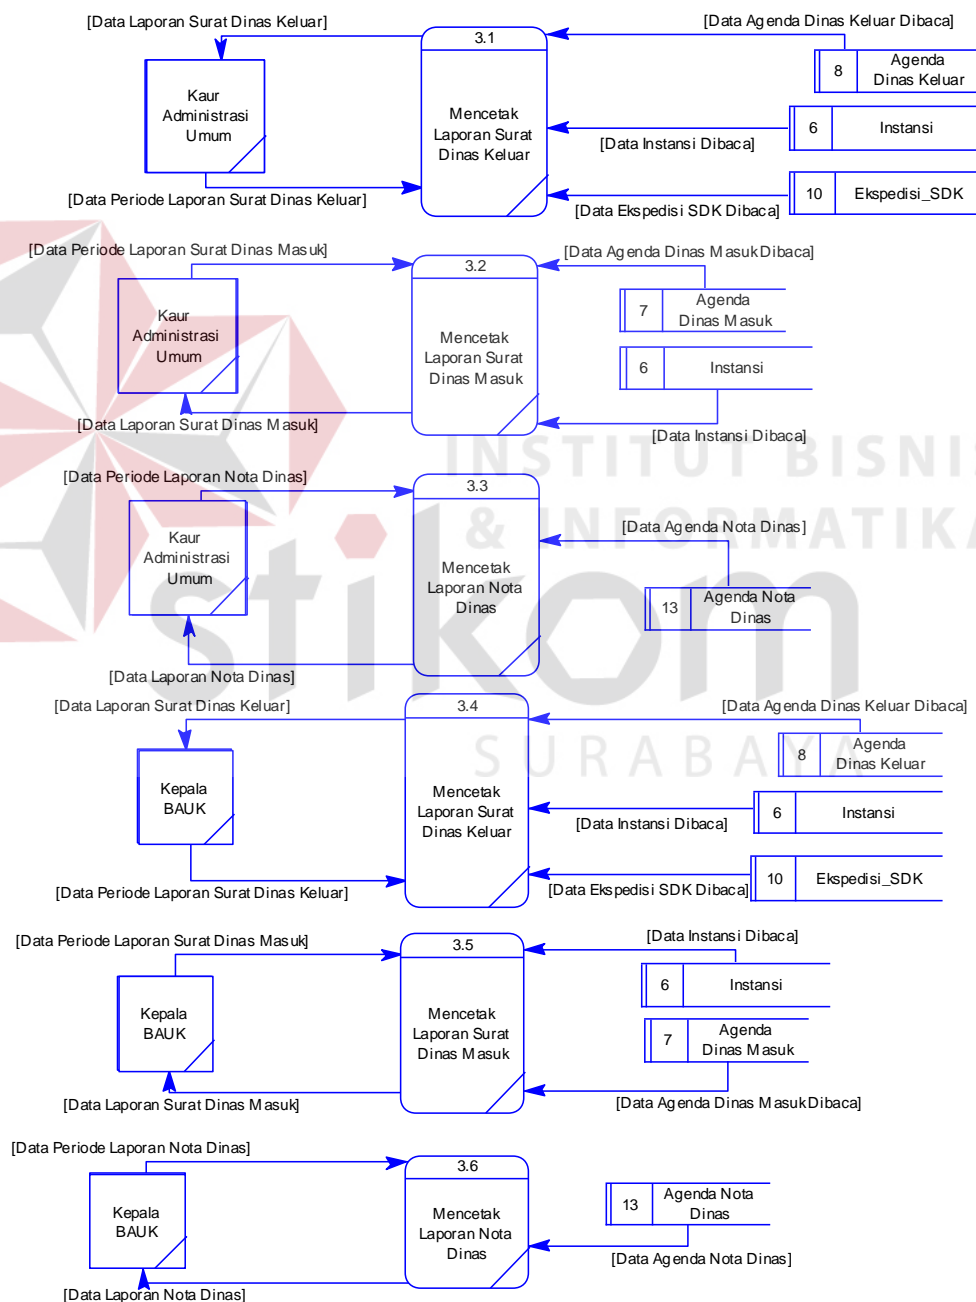 [Data Laporan Surat Dinas Keluar]
[Data Agenda Dinas Keluar Dibaca]
3.1
Kaur
Administrasi
Umum
Mencetak
Laporan Surat
Dinas Keluar
8
Agenda
Dinas Keluar
6
Instansi
[Data Instansi Dibaca]
10
Ekspedisi_SDK
[Data Periode Laporan Surat Dinas Keluar]
[Data Ekspedisi SDK Dibaca]
[Data Periode Laporan Surat Dinas Masuk]
[Data Agenda Dinas Masuk Dibaca]
3.2
Kaur
Administrasi
Umum
Mencetak
Laporan Surat
Dinas Masuk
7
Agenda
Dinas Masuk
6
Instansi
[Data Laporan Surat Dinas Masuk]
[Data Instansi Dibaca]
INSTITUT BISNIS
& INFORMATIKA
stikom
SURABAYA
[Data Periode Laporan Nota Dinas]
3.3
[Data Agenda Nota Dinas]
Kaur
Administrasi
Umum
Mencetak
Laporan Nota
Dinas
13
Agenda Nota
Dinas
[Data Laporan Nota Dinas]
[Data Laporan Surat Dinas Keluar]
3.4
[Data Agenda Dinas Keluar Dibaca]
Kepala
BAUK
Mencetak
Laporan Surat
Dinas Keluar
8
Agenda
Dinas Keluar
6
Instansi
[Data Instansi Dibaca]
10
Ekspedisi_SDK
[Data Periode Laporan Surat Dinas Keluar]
[Data Ekspedisi SDK Dibaca]
[Data Periode Laporan Surat Dinas Masuk]
3.5
[Data Instansi Dibaca]
Kepala
BAUK
Mencetak
Laporan Surat
Dinas Masuk
6
Instansi
7
Agenda
Dinas Masuk
[Data Laporan Surat Dinas Masuk]
[Data Agenda Dinas Masuk Dibaca]
[Data Periode Laporan Nota Dinas]
3.6
Kepala
BAUK
Mencetak
Laporan Nota
Dinas
13
Agenda Nota
Dinas
[Data Agenda Nota Dinas]
[Data Laporan Nota Dinas]